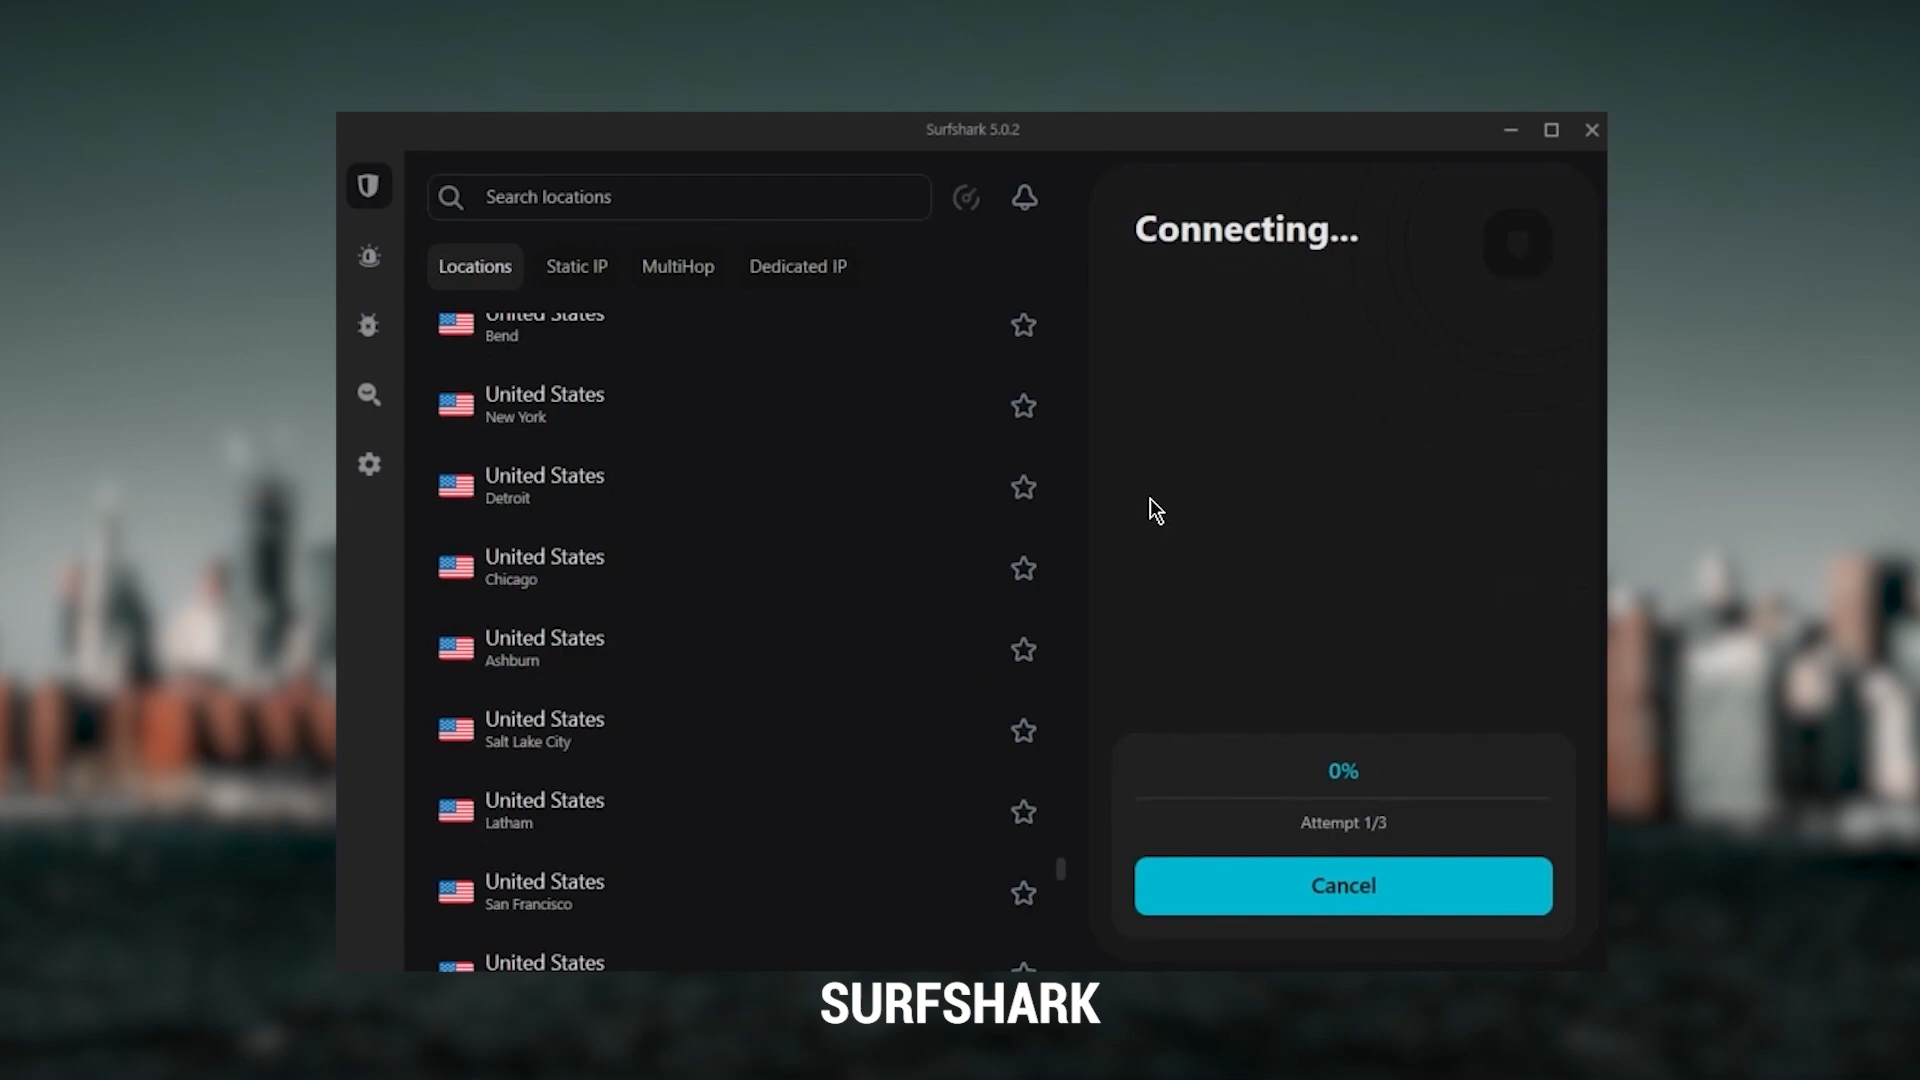 Surfshark 5.0.2
Search locations
Locations Static IP MultiHop Dedicated IP
United States
Bend
United States
New York
United States
Detroit
United States
Chicago
United States
Ashburn
United States
Salt Lake City
United States
Latham
United States
San Francisco
United States
Connecting...
0%
Attempt 1/3
Cancel
SURFSHARK